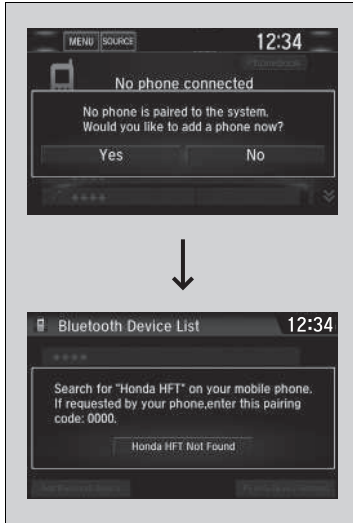 MENU SOURCE 12:34
Phonebook
No phone connected
No phone is paired to the system.
Would you like to add a phone now?
Yes No
Bluetooth Device List 12:34
Search for "Honda HFT" on your mobile phone.
If requested by your phone,enter this pairing
code: 0000.
Honda HFT Not Found